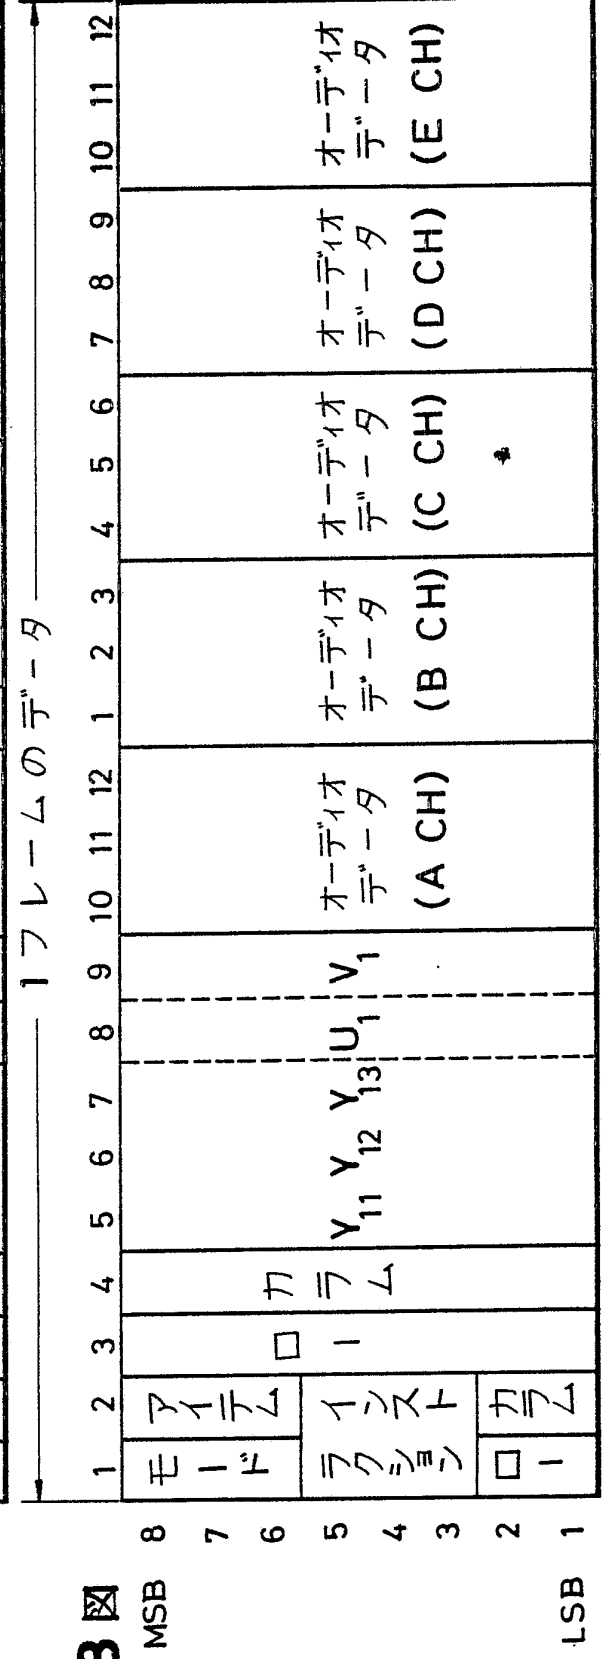 3図
1フレームのデータ
1 2 3 4 5 6 7 8 9 10 11 12 1 2 3 4 5 6 7 8 9 10 11 12
MSB 8
7
6
5
4
3
2
LSB 1
モード
アイテム
インスト
ラクション
ロー
カラム
ロー
カラム
Y11 Y12 Y13
U1
V1
オーディオ
データ
(A CH)
オーディオ
データ
(B CH)
オーディオ
データ
(C CH)
オーディオ
データ
(D CH)
オーディオ
データ
(E CH)